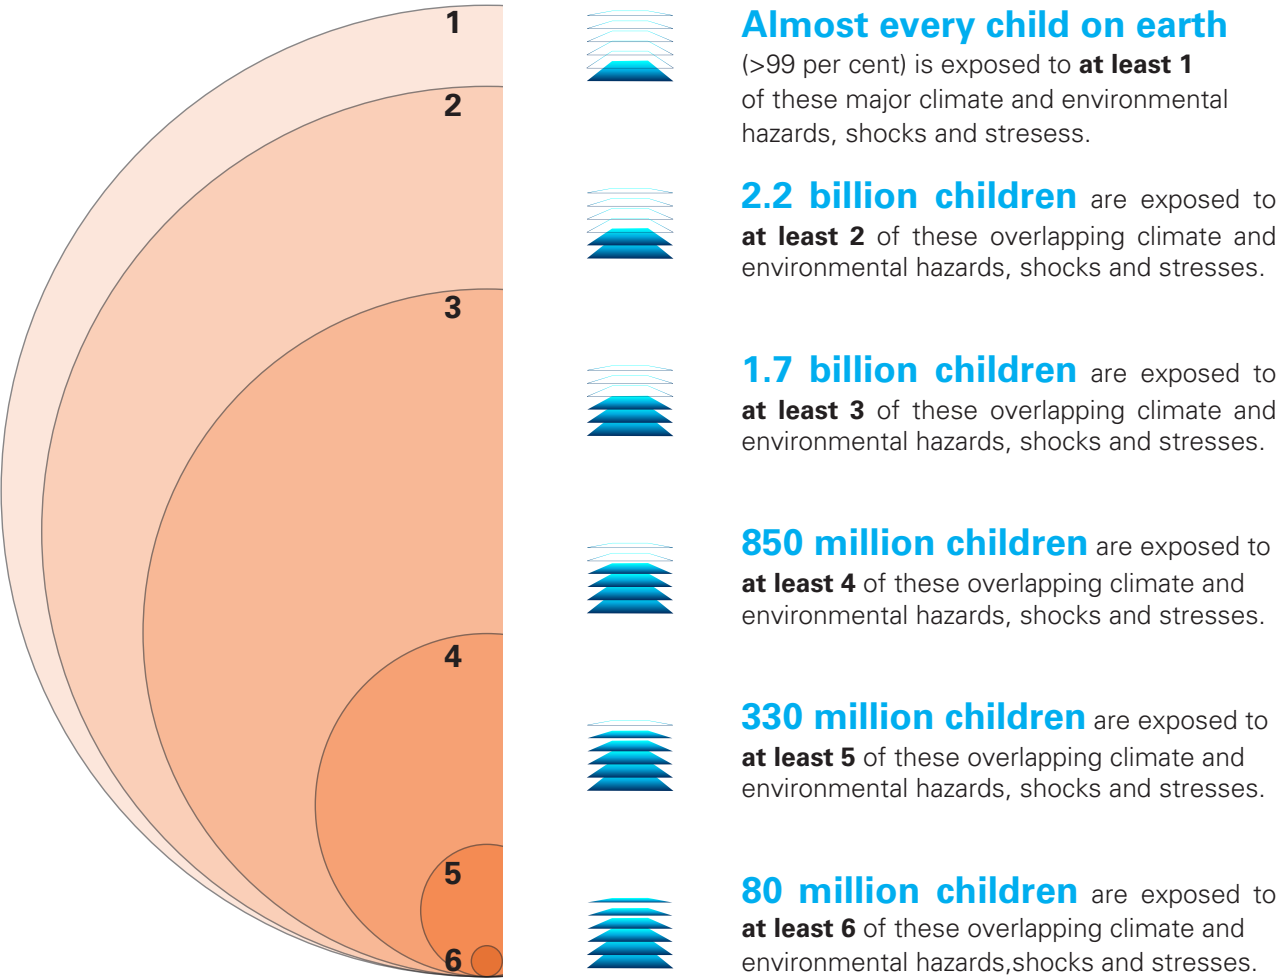 1
2
3
4
5
6
Almost every child on earth
(>99 per cent) is exposed to at least 1
of these major climate and environmental
hazards, shocks and stresess.
2.2 billion children are exposed to
at least 2 of these overlapping climate and
environmental hazards, shocks and stresses.
1.7 billion children are exposed to
at least 3 of these overlapping climate and
environmental hazards, shocks and stresses.
850 million children are exposed to
at least 4 of these overlapping climate and
environmental hazards, shocks and stresses.
330 million children are exposed to
at least 5 of these overlapping climate and
environmental hazards, shocks and stresses.
80 million children are exposed to
at least 6 of these overlapping climate and
environmental hazards,shocks and stresses.